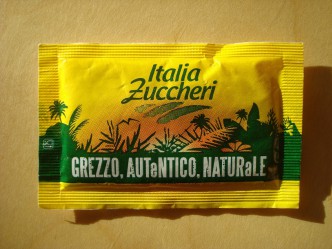 Italia
Zuccheri
GREZZO, AUTeNTICO, NATURaLE